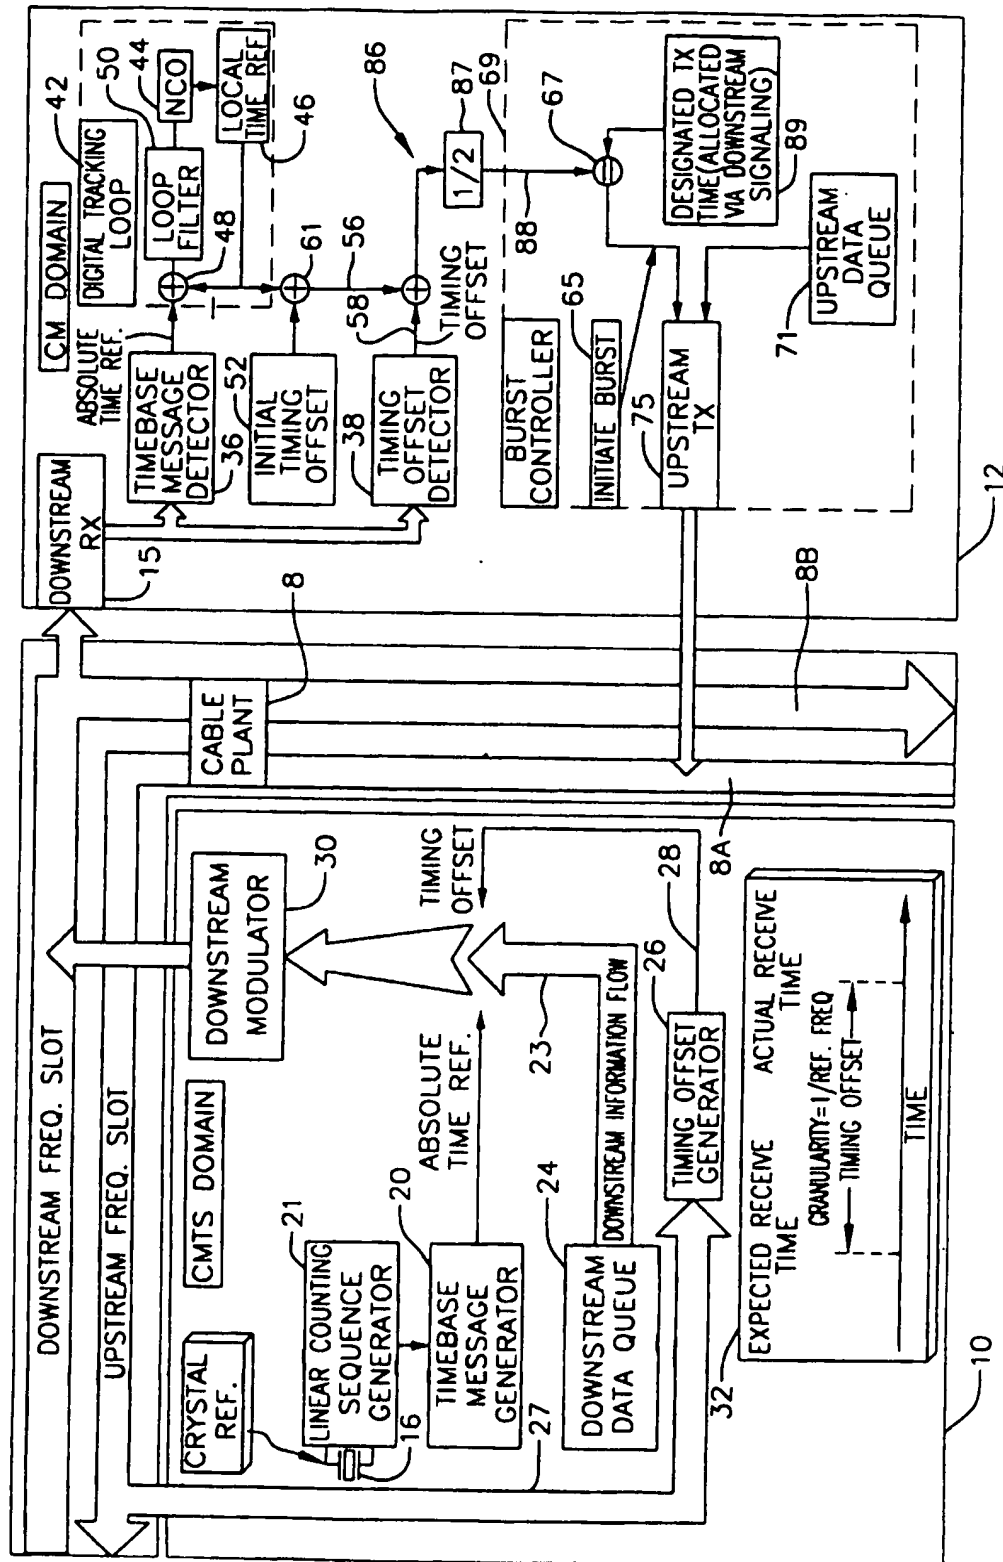 DOWNSTREAM FREQ. SLOT
UPSTREAM FREQ. SLOT
CMTS DOMAIN
CRYSTAL
REF.
16
21
LINEAR COUNTING
SEQUENCE
GENERATOR
20
TIMEBASE
MESSAGE
GENERATOR
ABSOLUTE
TIME REF.
24
DOWNSTREAM
DATA QUEUE
DOWNSTREAM INFORMATION FLOW
23
27
DOWNSTREAM
MODULATOR
30
TIMING
OFFSET
26
TIMING OFFSET
GENERATOR
28
32
EXPECTED RECEIVE
TIME
ACTUAL RECEIVE
TIME
GRANULARITY=1/REF. FREQ
TIMING OFFSET
TIME
10
CABLE
PLANT
8
8A
8B
CM DOMAIN
DOWNSTREAM
RX
15
ABSOLUTE
TIME REF.
TIMEBASE
MESSAGE
DETECTOR
36
DIGITAL TRACKING
LOOP
42
LOOP
FILTER
50
NCO
44
LOCAL
TIME REF.
46
48
52
INITIAL
TIMING
OFFSET
61
56
38
TIMING
OFFSET
DETECTOR
58
TIMING
OFFSET
86
1/2
87
88
69
67
BURST
CONTROLLER
65
INITIATE BURST
75
UPSTREAM
TX
DESIGNATED TX
TIME(ALLOCATED
VIA DOWNSTREAM
SIGNALING)
89
71
UPSTREAM
DATA
QUEUE
12